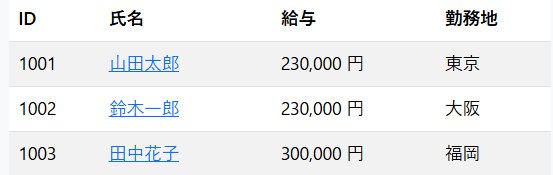 ID 氏名 給与 勤務地
1001 山田太郎 230,000 円 東京
1002 鈴木一郎 230,000 円 大阪
1003 田中花子 300,000 円 福岡